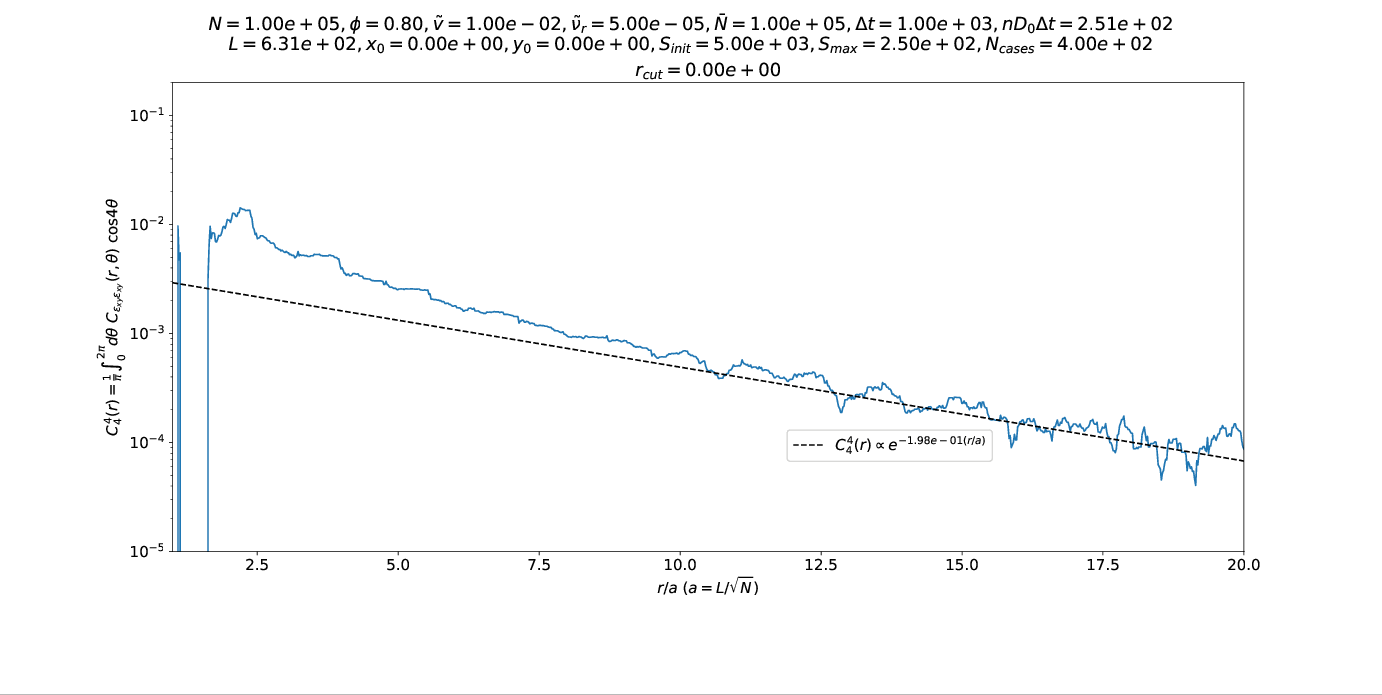 N = 1.00e + 05, ϕ = 0.80, ṽ = 1.00e − 02, ν̃_r = 5.00e − 05, N̄ = 1.00e + 05, Δt = 1.00e + 03, nD_0Δt = 2.51e + 02
L = 6.31e + 02, x_0 = 0.00e + 00, y_0 = 0.00e + 00, S_init = 5.00e + 03, S_max = 2.50e + 02, N_cases = 4.00e + 02
r_cut = 0.00e + 00
C_4^4(r) = 1/π ∫_0^{2π} dθ C_{ε_xy ε_xy}(r, θ) cos4θ
10^−1
10^−2
10^−3
10^−4
10^−5
C_4^4(r) ∝ e^{−1.98e−01(r/a)}
2.5 5.0 7.5 10.0 12.5 15.0 17.5 20.0
r/a (a = L/√N)